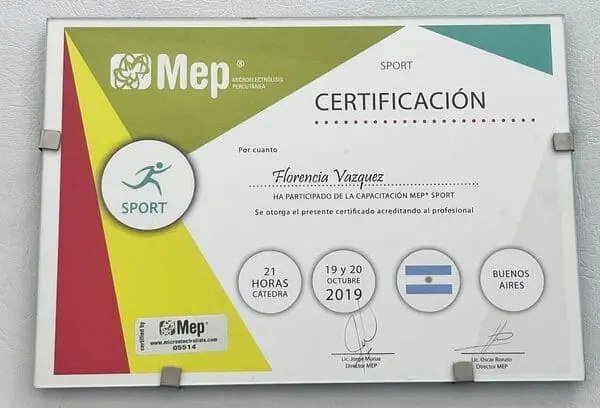 Mep®
MICROELECTRÓLISIS
PERCUTÁNEA
SPORT
CERTIFICACIÓN
Por cuanto
Florencia Vazquez
HA PARTICIPADO DE LA CAPACITACIÓN MEP® SPORT
Se otorga el presente certificado acreditando al profesional
SPORT
21
HORAS
CÁTEDRA
19 y 20
OCTUBRE
2019
BUENOS
AIRES
certified by
Mep®
www.microelectrolisis.com
05514
Lic. Jorge Murua
Director MEP
Lic. Oscar Ronzio
Director MEP